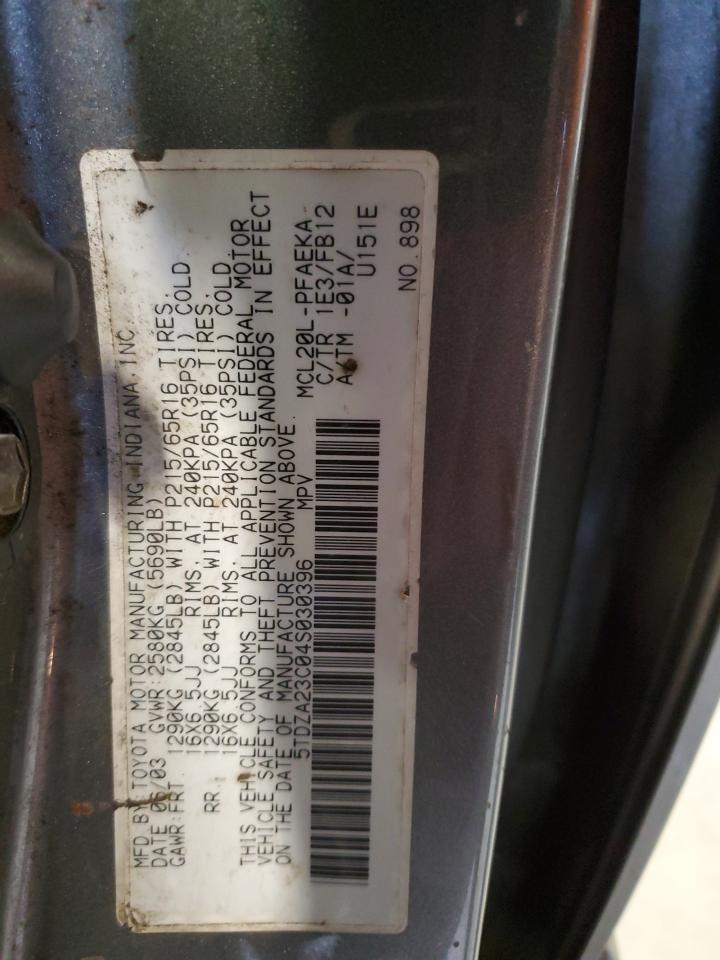 MFD BY:TOYOTA MOTOR MANUFACTURING INDIANA,INC.
DATE 06/03 GVWR:2580KG (5690LB)
GAWR:FRT 1290KG (2845LB) WITH P215/65R16 TIRES,
16X6.5JJ RIMS, AT 240KPA (35PSI) COLD.
RR 1290KG (2845LB) WITH P215/65R16 TIRES,
16X6.5JJ RIMS, AT 240KPA (35PSI) COLD.
THIS VEHICLE CONFORMS TO ALL APPLICABLE FEDERAL MOTOR
VEHICLE SAFETY AND THEFT PREVENTION STANDARDS IN EFFECT
ON THE DATE OF MANUFACTURE SHOWN ABOVE.
5TDZA23C04S030396 MPV
MCL20L-PFAEKA
C/TR 1E3/FB12
A/TM -01A/
U151E
NO.898